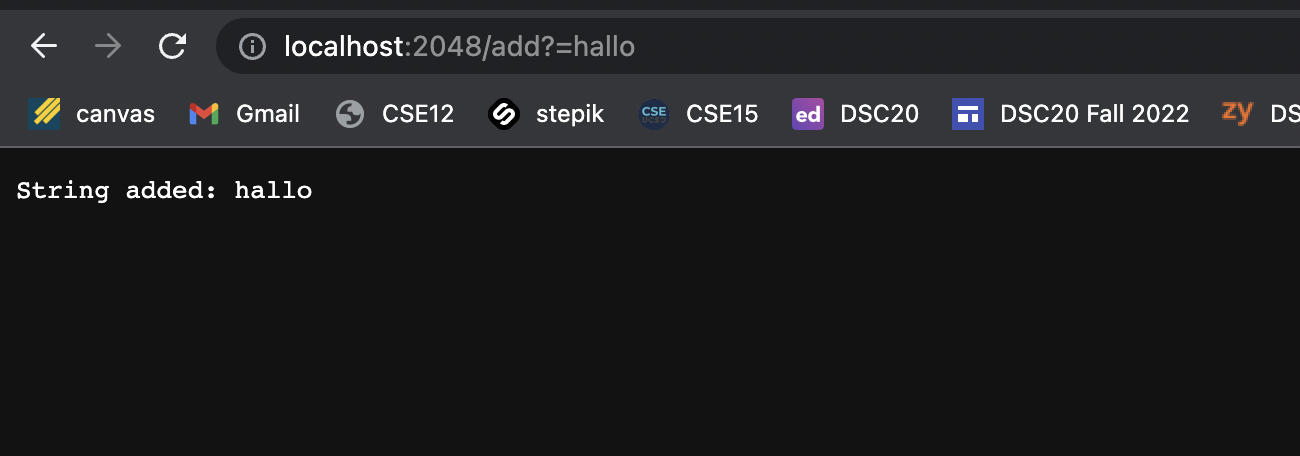 localhost:2048/add?=hallo
canvas Gmail CSE12 stepik CSE CSE15 ed DSC20 DSC20 Fall 2022 zy DS
String added: hallo